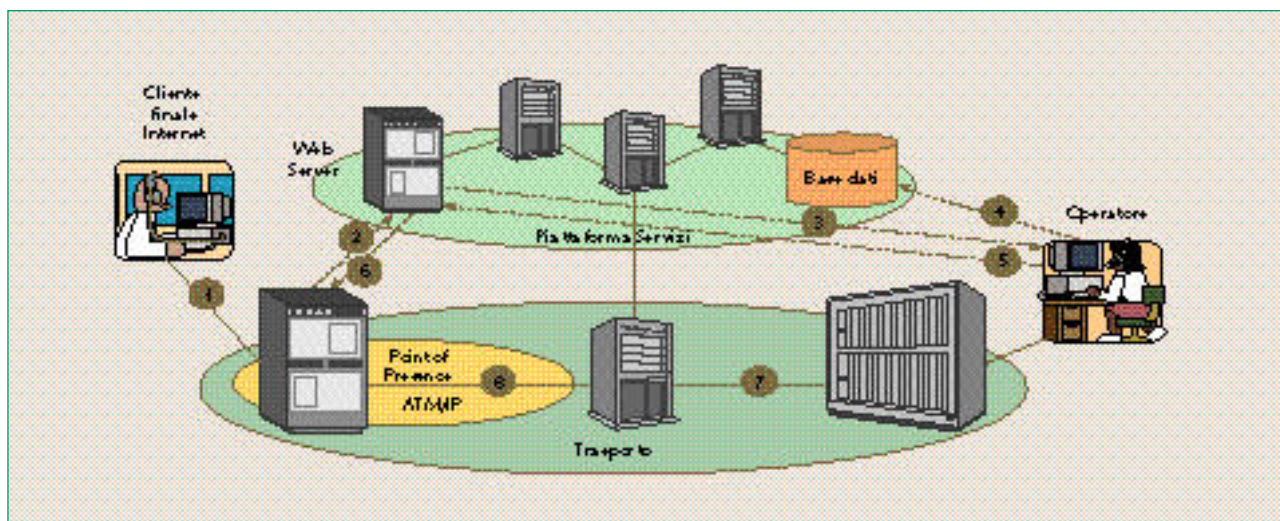 Cliente
finale
Internet
Web
Server
Base dati
Operatore
Piattaforma Servizi
1
2
3
4
5
6
Point of
Presence
6
7
ATM/IP
Trasporto